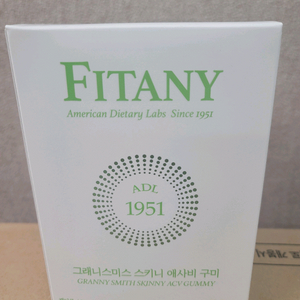 FITANY
American Dietary Labs Since 1951
ADL
1951
그래니스미스 스키니 애사비 구미
GRANNY SMITH SKINNY ACV GUMMY